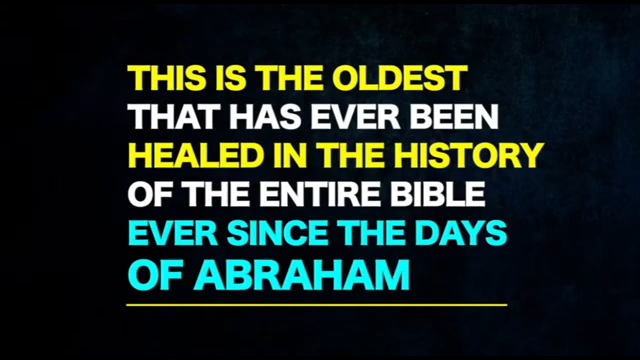 THIS IS THE OLDEST
THAT HAS EVER BEEN
HEALED IN THE HISTORY
OF THE ENTIRE BIBLE
EVER SINCE THE DAYS
OF ABRAHAM